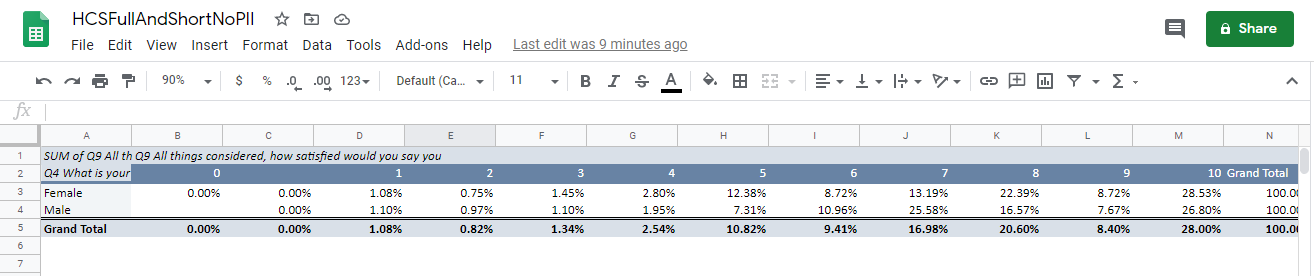 HCSFullAndShortNoPII
File Edit View Insert Format Data Tools Add-ons Help Last edit was 9 minutes ago
Share
90% $ % .0 .00 123 Default (Ca... 11 B I S A
fx
A B C D E F G H I J K L M N
1 SUM of Q9 All th Q9 All things considered, how satisfied would you say you
2 Q4 What is your 0 1 2 3 4 5 6 7 8 9 10 Grand Total
3 Female 0.00% 0.00% 1.08% 0.75% 1.45% 2.80% 12.38% 8.72% 13.19% 22.39% 8.72% 28.53% 100.0
4 Male 0.00% 1.10% 0.97% 1.10% 1.95% 7.31% 10.96% 25.58% 16.57% 7.67% 26.80% 100.0
5 Grand Total 0.00% 0.00% 1.08% 0.82% 1.34% 2.54% 10.82% 9.41% 16.98% 20.60% 8.40% 28.00% 100.0
6
7